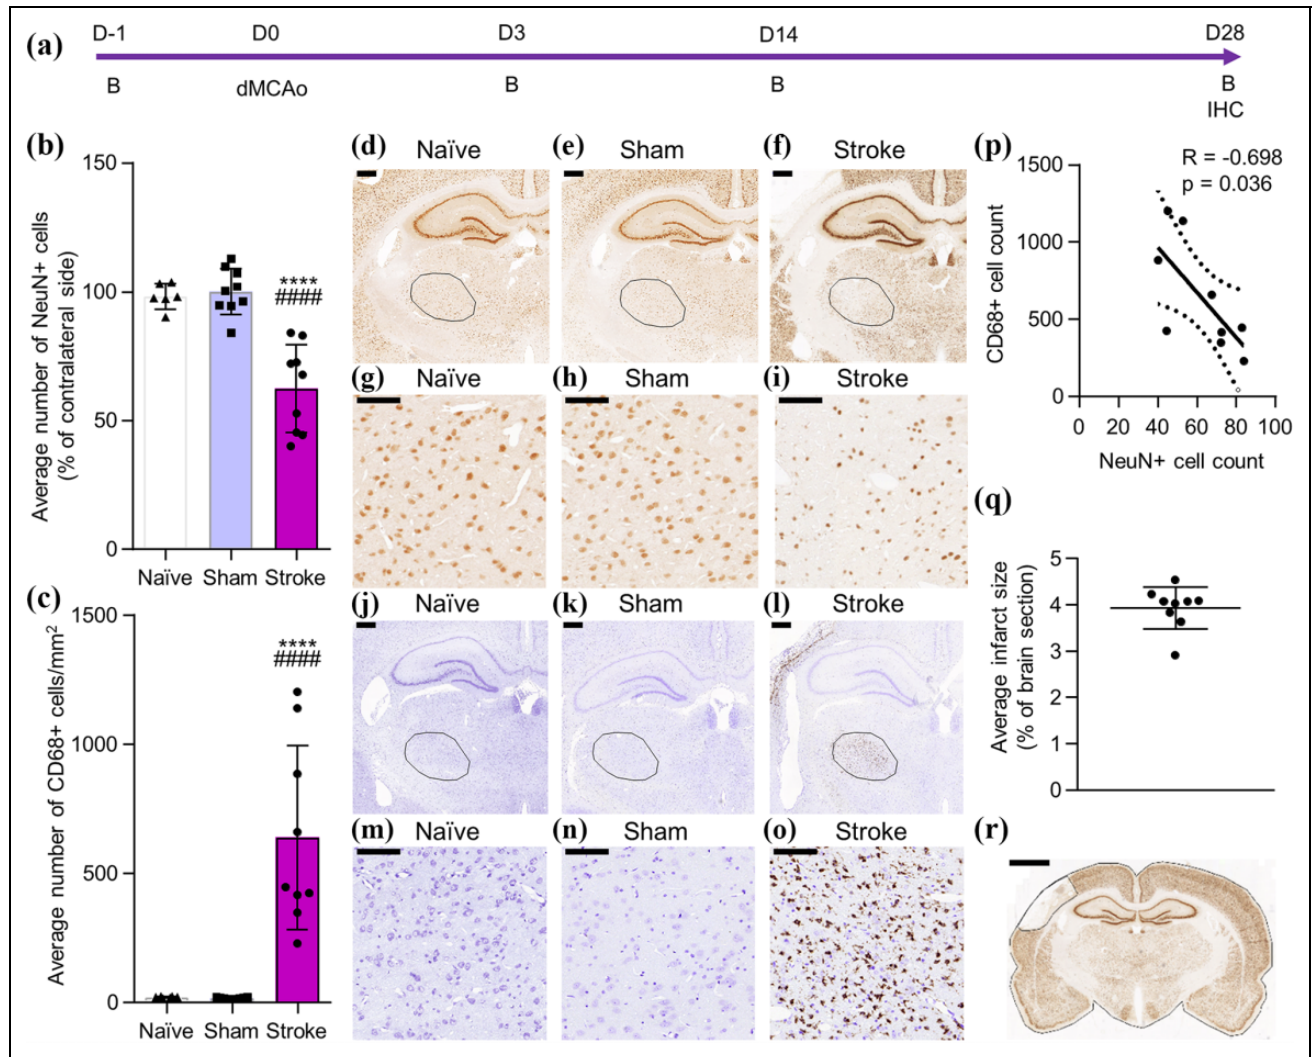 (a)
D-1 D0 D3 D14 D28
B dMCAo B B B
IHC
(b)
Average number of NeuN+ cells
(% of contralateral side)
150
100
50
0
****
####
Naïve Sham Stroke
(c)
Average number of CD68+ cells/mm²
1500
1000
500
0
****
####
Naïve Sham Stroke
(d) Naïve
(e) Sham
(f) Stroke
(g) Naïve
(h) Sham
(i) Stroke
(j) Naïve
(k) Sham
(l) Stroke
(m) Naïve
(n) Sham
(o) Stroke
(p)
R = -0.698
p = 0.036
CD68+ cell count
1500
1000
500
0
0 20 40 60 80 100
NeuN+ cell count
(q)
Average infarct size
(% of brain section)
5
4
3
2
1
0
(r)